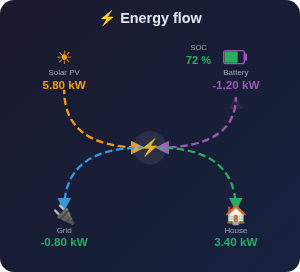 ⚡ Energy flow
SOC
72 %
Solar PV
5.80 kW
Battery
-1.20 kW
Grid
-0.80 kW
House
3.40 kW